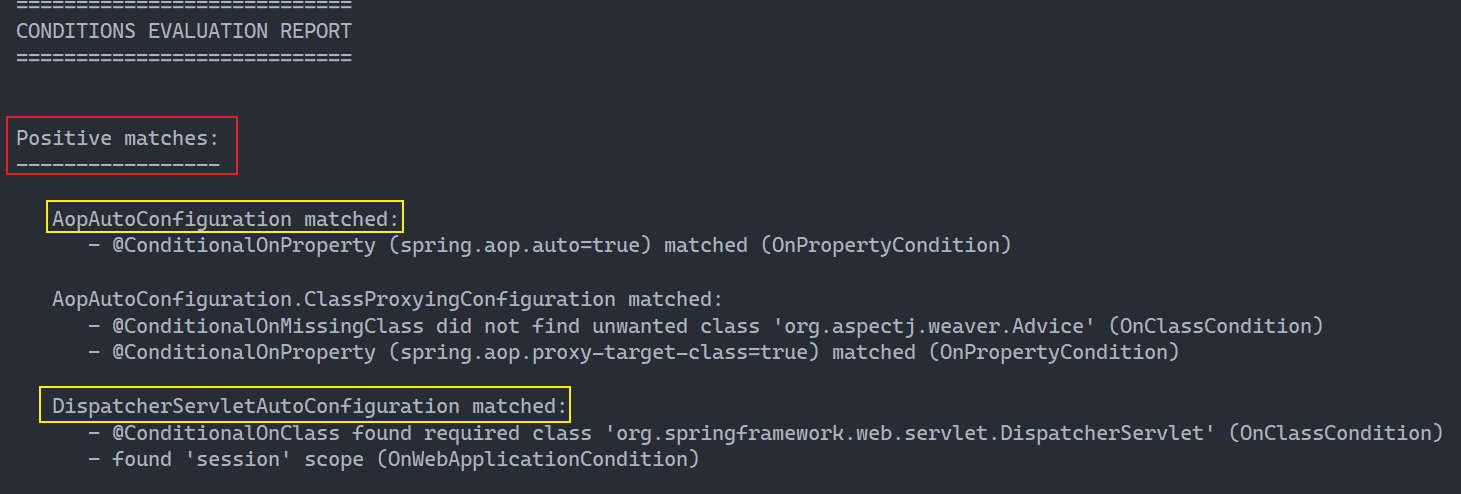 ============================
CONDITIONS EVALUATION REPORT
============================
Positive matches:
-----------------
AopAutoConfiguration matched:
- @ConditionalOnProperty (spring.aop.auto=true) matched (OnPropertyCondition)
AopAutoConfiguration.ClassProxyingConfiguration matched:
- @ConditionalOnMissingClass did not find unwanted class 'org.aspectj.weaver.Advice' (OnClassCondition)
- @ConditionalOnProperty (spring.aop.proxy-target-class=true) matched (OnPropertyCondition)
DispatcherServletAutoConfiguration matched:
- @ConditionalOnClass found required class 'org.springframework.web.servlet.DispatcherServlet' (OnClassCondition)
- found 'session' scope (OnWebApplicationCondition)